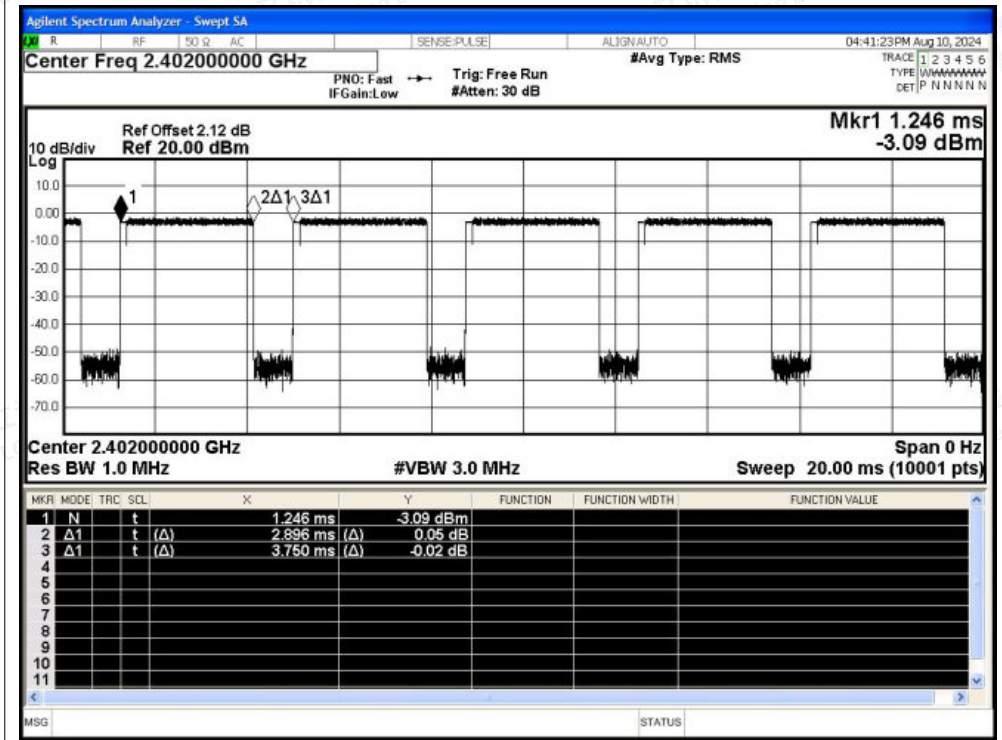 Agilent Spectrum Analyzer - Swept SA
LXI R RF 50 Ω AC SENSE:PULSE ALIGNAUTO 04:41:23PM Aug 10, 2024
Center Freq 2.402000000 GHz
PNO: Fast
IFGain:Low
Trig: Free Run
#Atten: 30 dB
#Avg Type: RMS
TRACE 1 2 3 4 5 6
TYPE WWWWWW
DET P N N N N N
Mkr1 1.246 ms
-3.09 dBm
Ref Offset 2.12 dB
10 dB/div Ref 20.00 dBm
Log
10.0
0.00
-10.0
-20.0
-30.0
-40.0
-50.0
-60.0
-70.0
1
2Δ1
3Δ1
Center 2.402000000 GHz Span 0 Hz
Res BW 1.0 MHz #VBW 3.0 MHz Sweep 20.00 ms (10001 pts)
MKR MODE TRC SCL X Y FUNCTION FUNCTION WIDTH FUNCTION VALUE
1 N t 1.246 ms -3.09 dBm
2 Δ1 t (Δ) 2.896 ms (Δ) 0.05 dB
3 Δ1 t (Δ) 3.750 ms (Δ) -0.02 dB
4
5
6
7
8
9
10
11
MSG STATUS